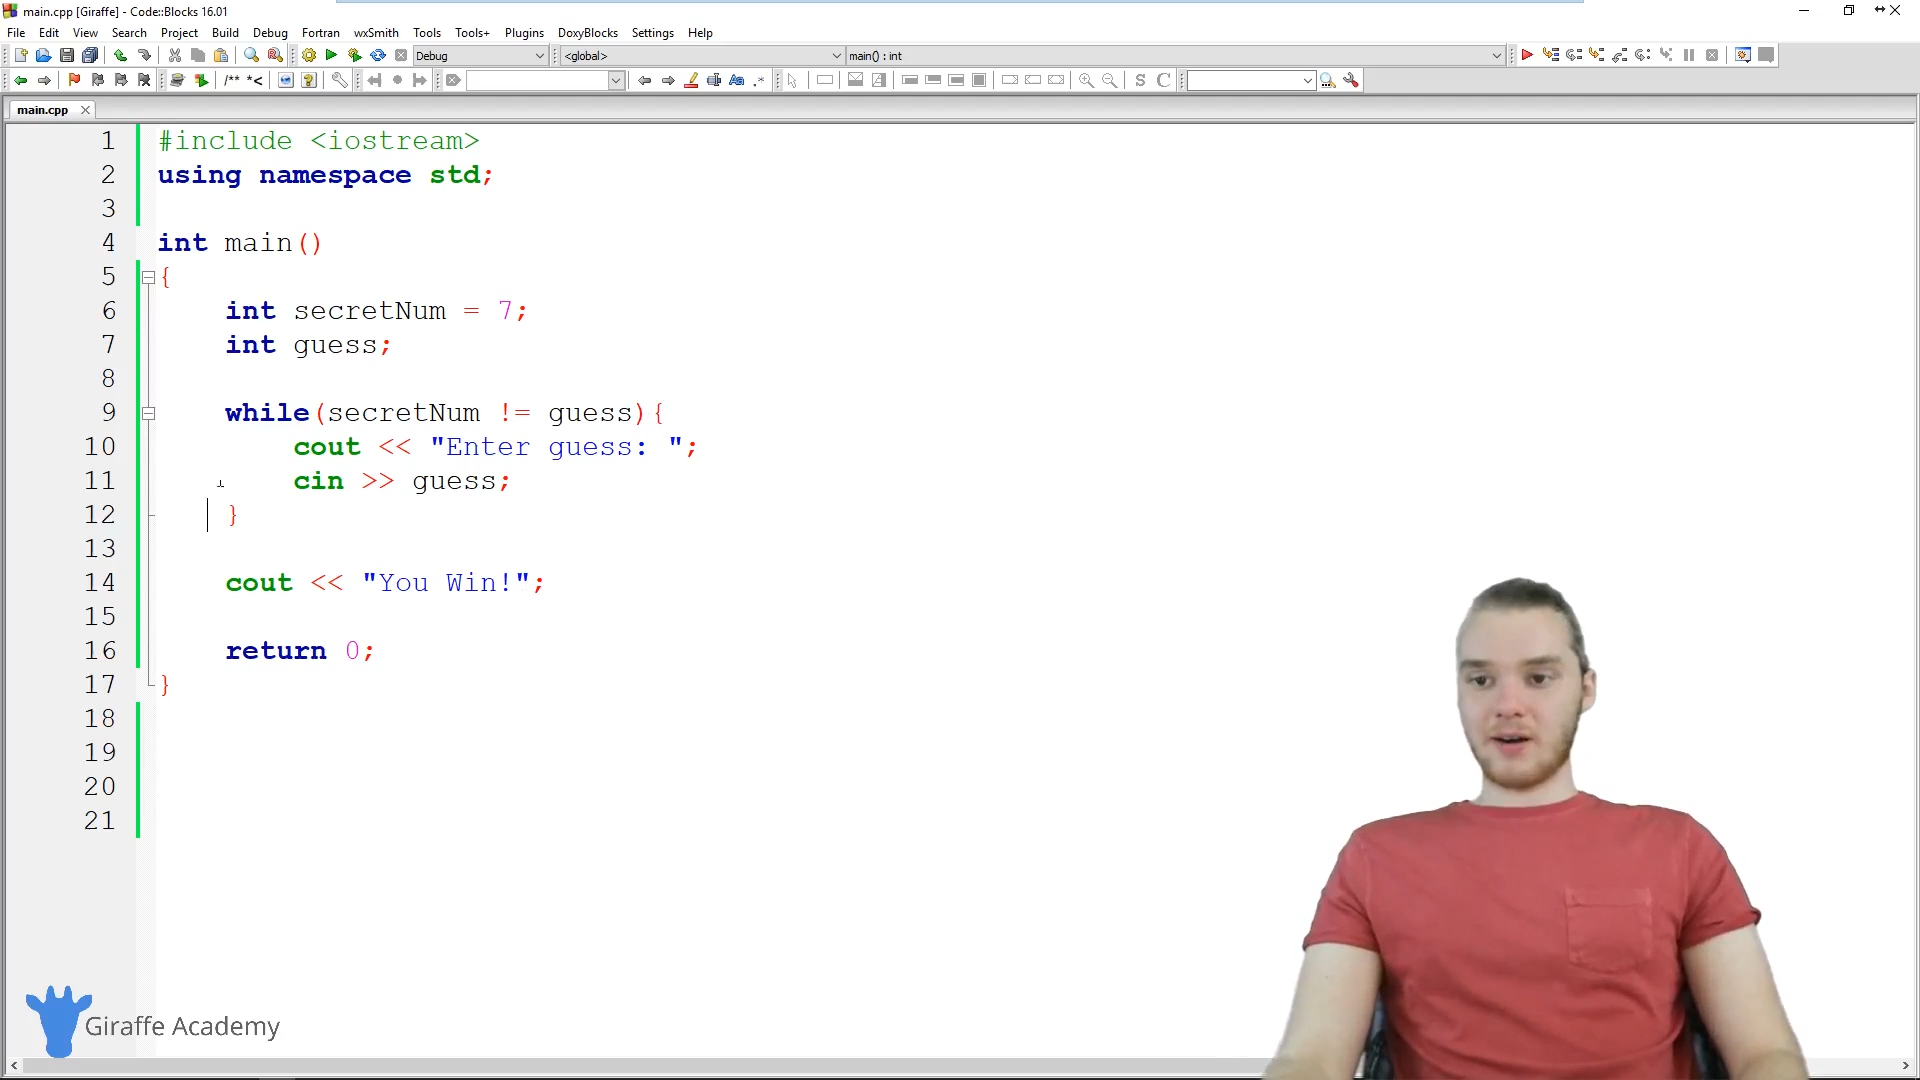 main.cpp [Giraffe] - Code::Blocks 16.01
File Edit View Search Project Build Debug Fortran wxSmith Tools Tools+ Plugins DoxyBlocks Settings Help
Debug <global> main() : int
/** *<
S C
main.cpp
1 #include <iostream>
2 using namespace std;
3
4 int main()
5 {
6 int secretNum = 7;
7 int guess;
8
9 while(secretNum != guess){
10 cout << "Enter guess: ";
11 cin >> guess;
12 }
13
14 cout << "You Win!";
15
16 return 0;
17 }
18
19
20
21
Giraffe Academy